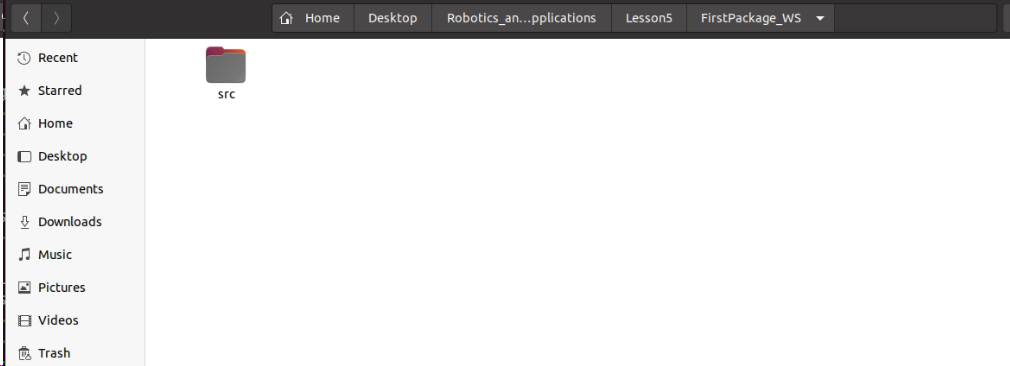 Home Desktop Robotics_an...pplications Lesson5 FirstPackage_WS
Recent
Starred
Home
Desktop
Documents
Downloads
Music
Pictures
Videos
Trash
src